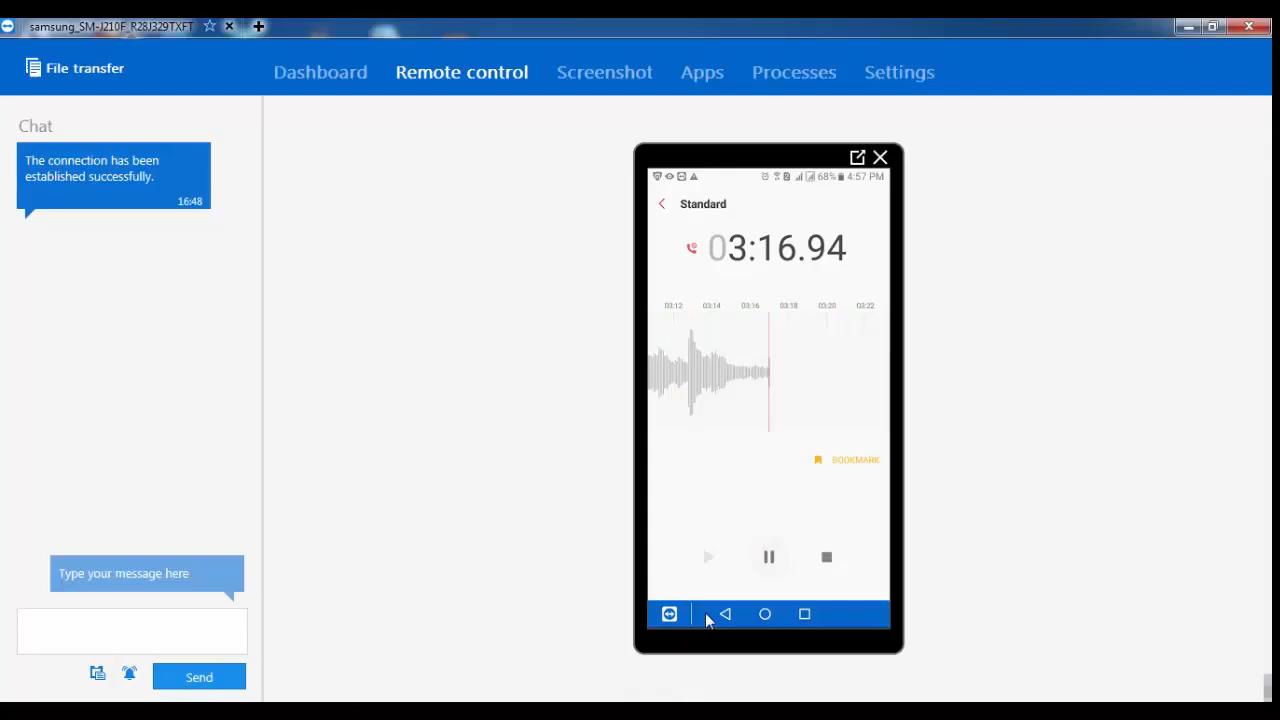 samsung_SM-J210F_R28J329TXFT
File transfer
Dashboard Remote control Screenshot Apps Processes Settings
Chat
The connection has been
established successfully.
16:48
68% 4:57 PM
Standard
03:16.94
03:12 03:14 03:16 03:18 03:20 03:22
BOOKMARK
Type your message here
Send